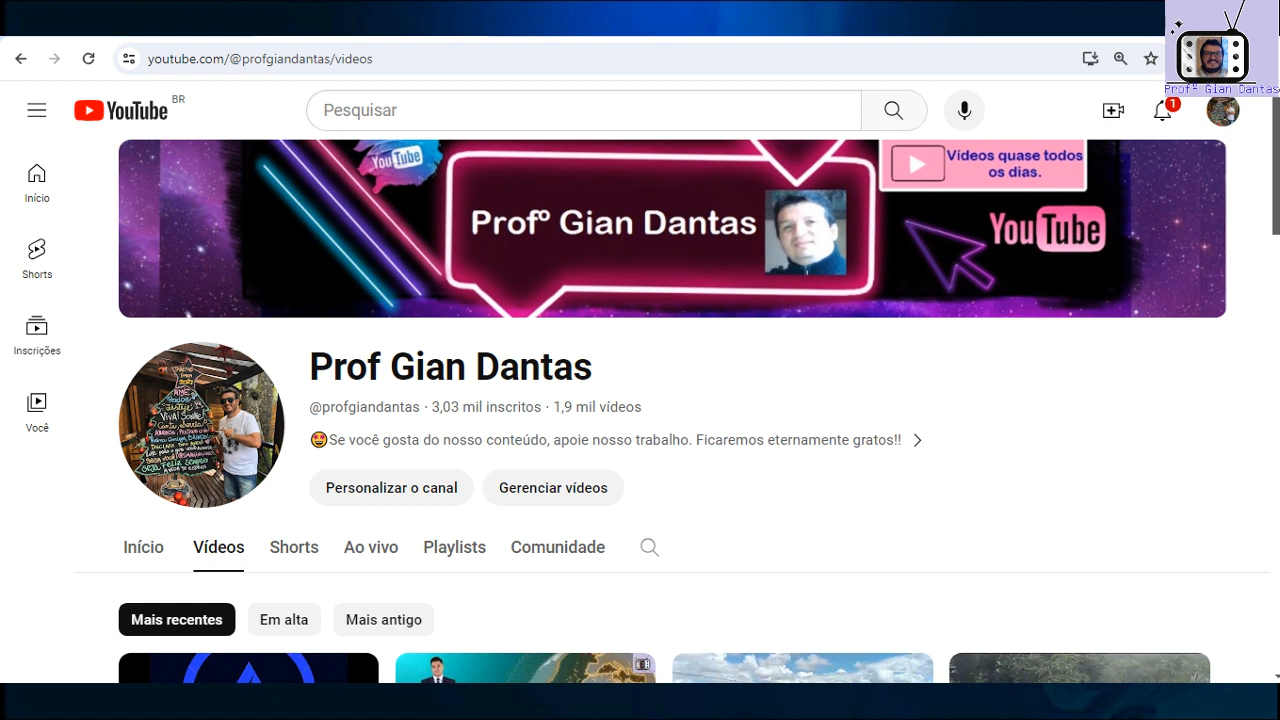 youtube.com/@profgiandantas/videos
Profº Gian Dantas
YouTube BR
Pesquisar
1
Início
Shorts
Inscrições
Você
YouTube
Profº Gian Dantas
Vídeos quase todos
os dias.
YouTube
Prof Gian Dantas
@profgiandantas · 3,03 mil inscritos · 1,9 mil vídeos
🤩Se você gosta do nosso conteúdo, apoie nosso trabalho. Ficaremos eternamente gratos!!
Personalizar o canal
Gerenciar vídeos
Início Vídeos Shorts Ao vivo Playlists Comunidade
Mais recentes Em alta Mais antigo